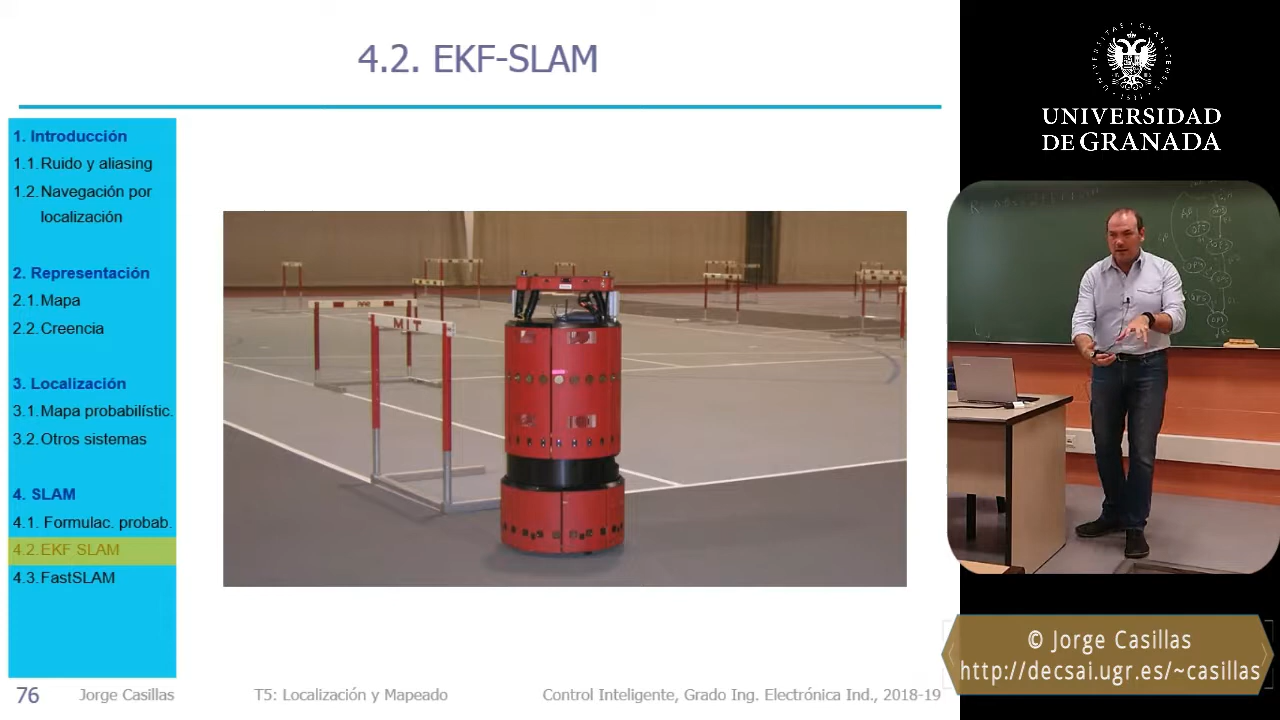 4.2. EKF-SLAM
1. Introducción
1.1. Ruido y aliasing
1.2. Navegación por
localización
2. Representación
2.1. Mapa
2.2. Creencia
3. Localización
3.1. Mapa probabilístic.
3.2. Otros sistemas
4. SLAM
4.1. Formulac. probab.
4.2. EKF SLAM
4.3. FastSLAM
MIT
76 Jorge Casillas T5: Localización y Mapeado Control Inteligente, Grado Ing. Electrónica Ind., 2018-19
UNIVERSIDAD
DE GRANADA
© Jorge Casillas
http://decsai.ugr.es/~casillas